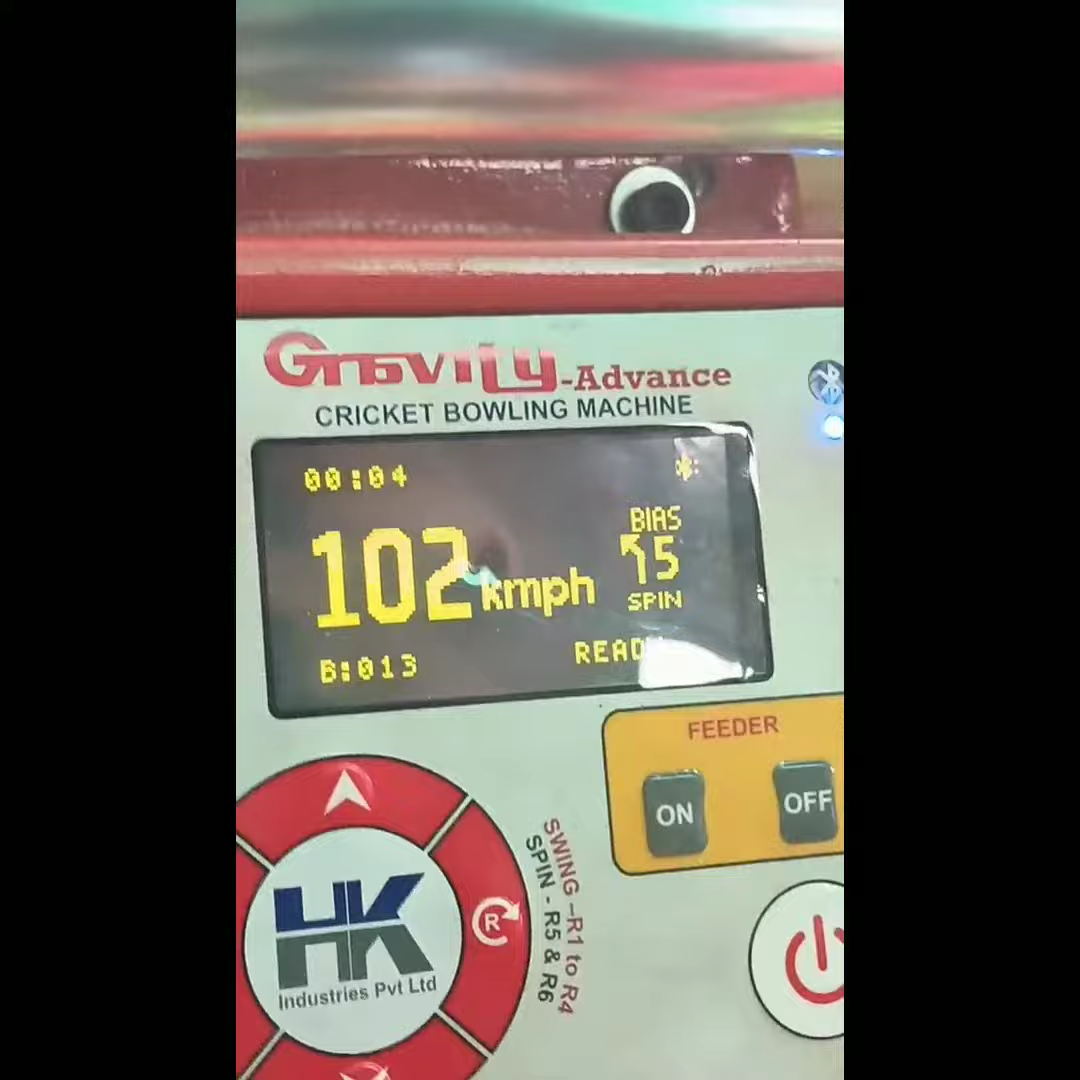 Gravity-Advance
CRICKET BOWLING MACHINE
00:04
BIAS
102 kmph
5
SPIN
B:013
FEEDER
ON
OFF
SWING –R1 to R4
SPIN - R5 & R6
R
HK
Industries Pvt Ltd